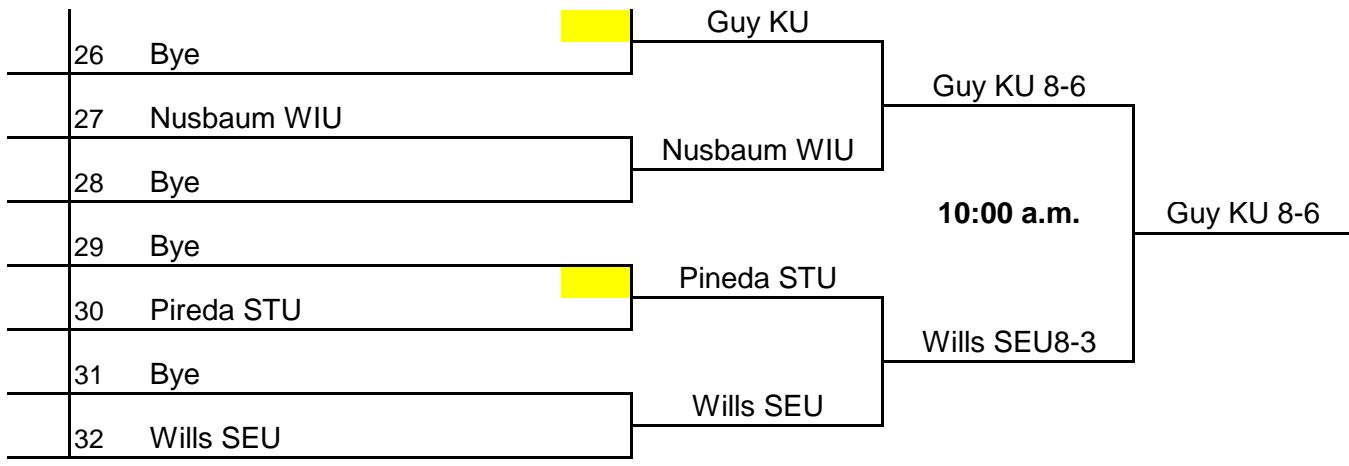 Guy KU
26 Bye
Guy KU 8-6
27 Nusbaum WIU
Nusbaum WIU
28 Bye
10:00 a.m.
Guy KU 8-6
29 Bye
Pineda STU
30 Pireda STU
Wills SEU8-3
31 Bye
Wills SEU
32 Wills SEU